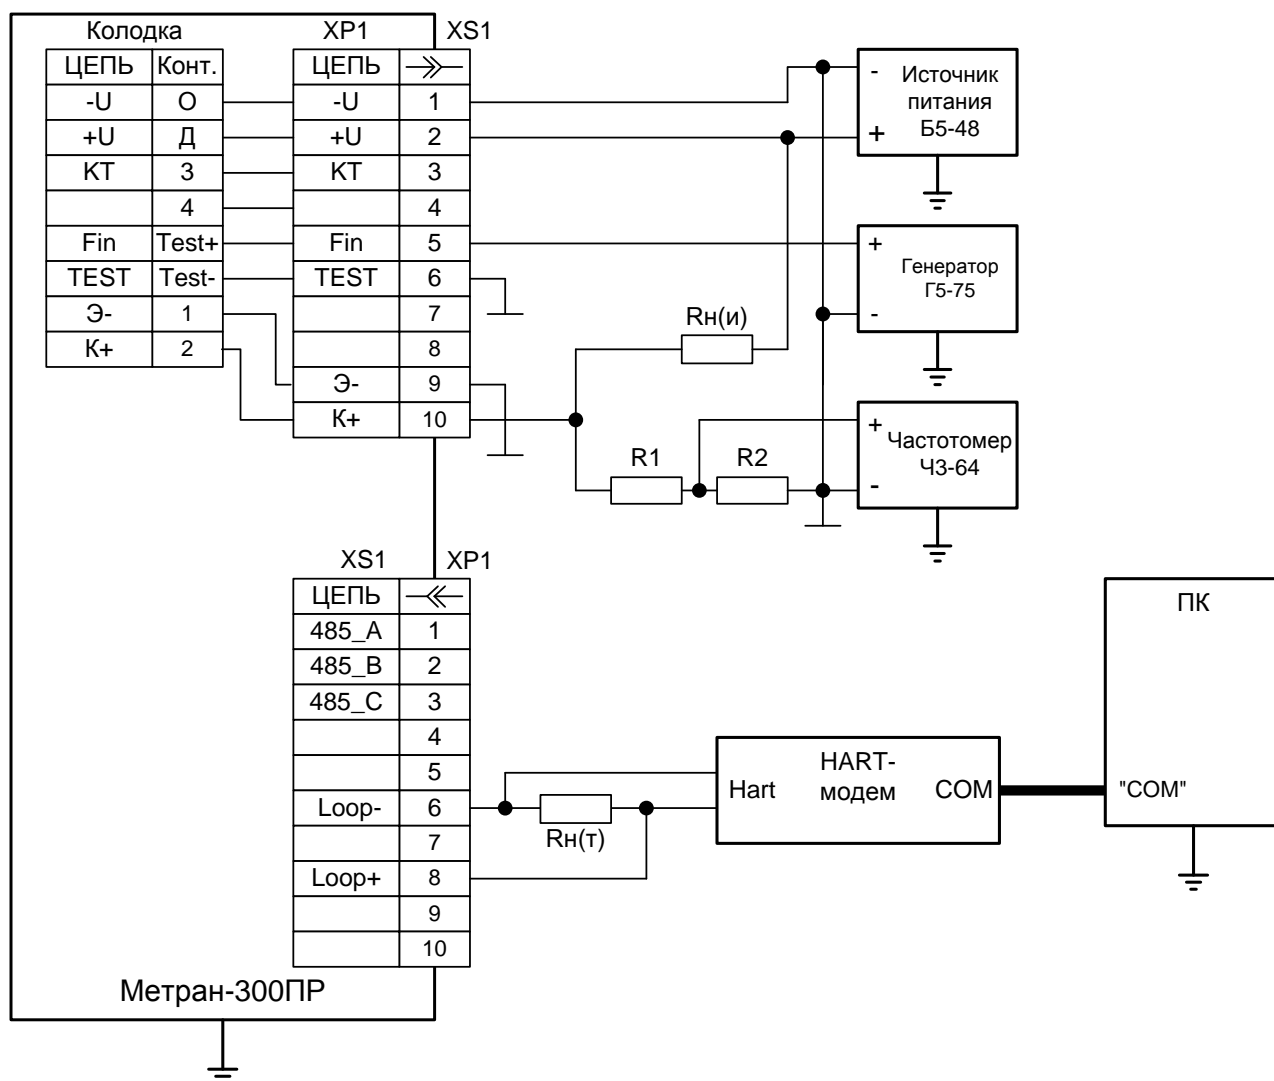 Колодка XP1 XS1
ЦЕПЬ Конт. ЦЕПЬ
-U О -U 1
+U Д +U 2
КТ 3 КТ 3
4 4
Fin Test+ Fin 5
TEST Test- TEST 6
Э- 1 7
К+ 2 8
Э- 9
К+ 10
- Источник
питания
+ Б5-48
+
Генератор
Г5-75
-
Rн(и)
R1 R2
+ Частотомер
Ч3-64
-
XS1 XP1
ЦЕПЬ
485_A 1
485_B 2
485_C 3
4
5
Loop- 6
7
Loop+ 8
9
10
Rн(т)
Hart HART-
модем COM
ПК
"COM"
Метран-300ПР